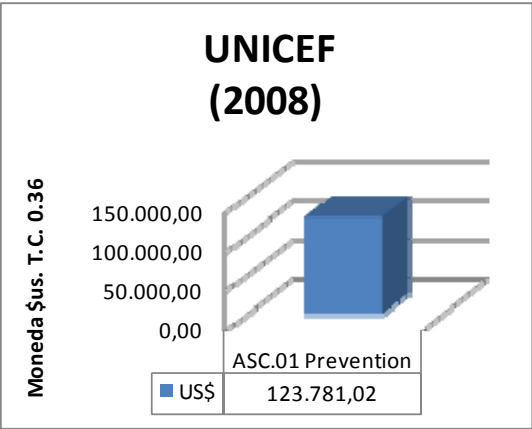 UNICEF
(2008)
Moneda $us. T.C. 0.36
150.000,00
100.000,00
50.000,00
0,00
ASC.01 Prevention
US$ 123.781,02